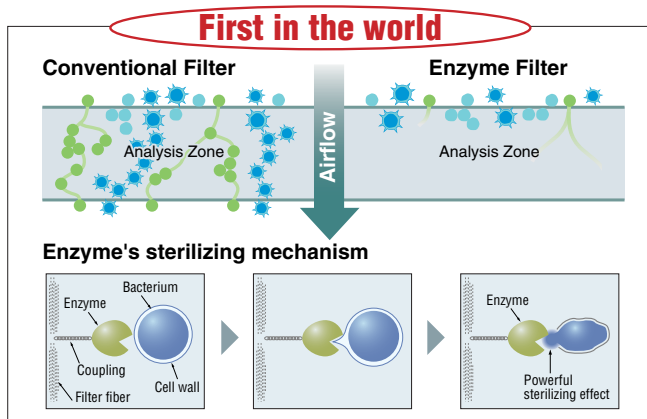 First in the world
Conventional Filter
Enzyme Filter
Airflow
Analysis Zone
Analysis Zone
Enzyme's sterilizing mechanism
Enzyme
Bacterium
Coupling
Cell wall
Filter fiber
Enzyme
Powerful
sterilizing effect